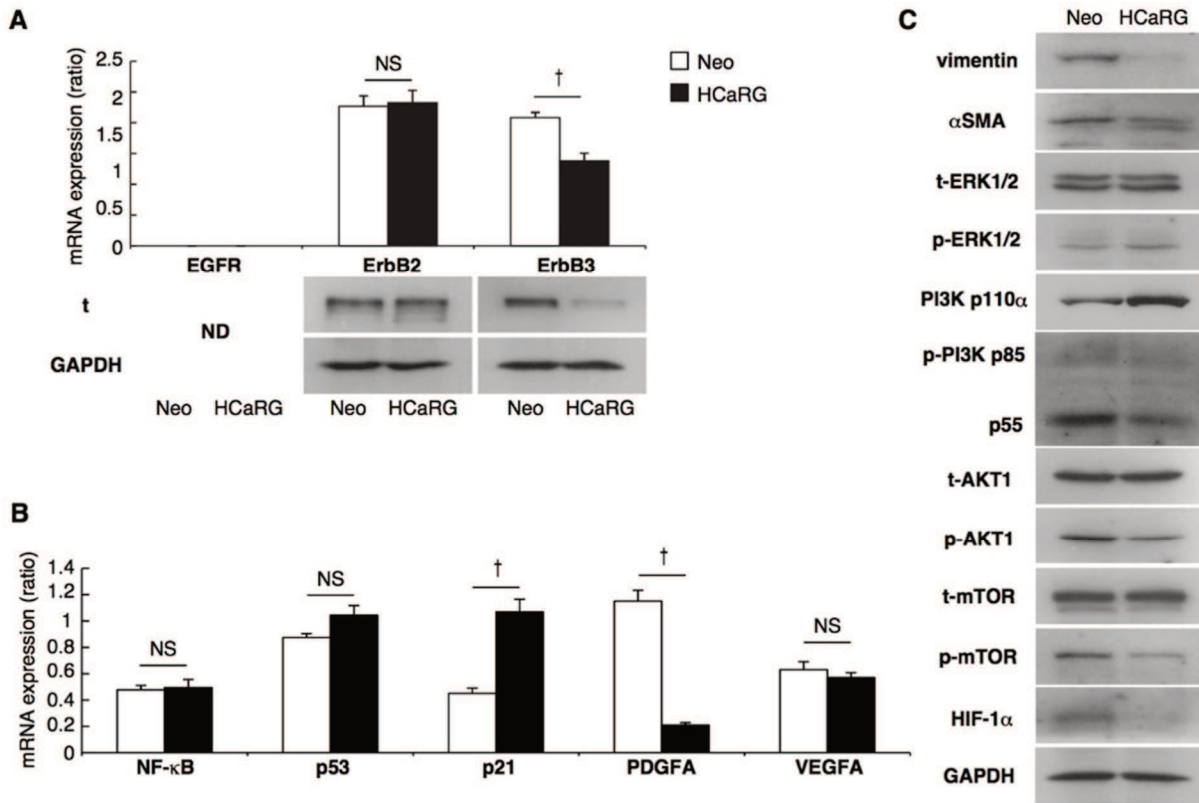 A
mRNA expression (ratio)
2.5
2
1.5
1
0.5
0
NS
†
Neo
HCaRG
EGFR ErbB2 ErbB3
t
ND
GAPDH
Neo HCaRG Neo HCaRG Neo HCaRG
B
mRNA expression (ratio)
1.4
1.2
1
0.8
0.6
0.4
0.2
0
NS
NS
†
†
NS
NF-κB p53 p21 PDGFA VEGFA
C
Neo HCaRG
vimentin
αSMA
t-ERK1/2
p-ERK1/2
PI3K p110α
p-PI3K p85
p55
t-AKT1
p-AKT1
t-mTOR
p-mTOR
HIF-1α
GAPDH